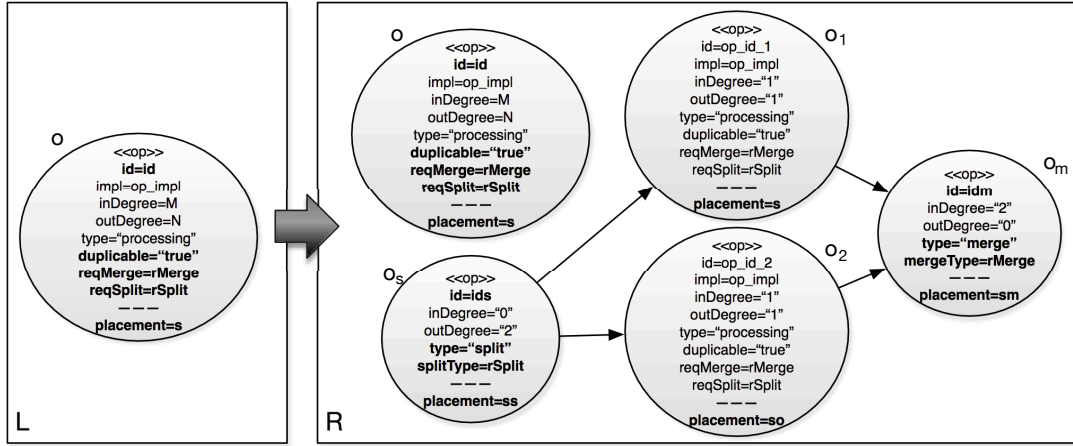 o
<<op>>
id=id
impl=op_impl
inDegree=M
outDegree=N
type="processing"
duplicable="true"
reqMerge=rMerge
reqSplit=rSplit
———
placement=s
L
o
<<op>>
id=id
impl=op_impl
inDegree=M
outDegree=N
type="processing"
duplicable="true"
reqMerge=rMerge
reqSplit=rSplit
———
placement=s
o1
<<op>>
id=op_id_1
impl=op_impl
inDegree="1"
outDegree="1"
type="processing"
duplicable="true"
reqMerge=rMerge
reqSplit=rSplit
———
placement=s
os
<<op>>
id=ids
inDegree="0"
outDegree="2"
type="split"
splitType=rSplit
———
placement=ss
o2
<<op>>
id=op_id_2
impl=op_impl
inDegree="1"
outDegree="1"
type="processing"
duplicable="true"
reqMerge=rMerge
reqSplit=rSplit
———
placement=so
om
<<op>>
id=idm
inDegree="2"
outDegree="0"
type="merge"
mergeType=rMerge
———
placement=sm
R